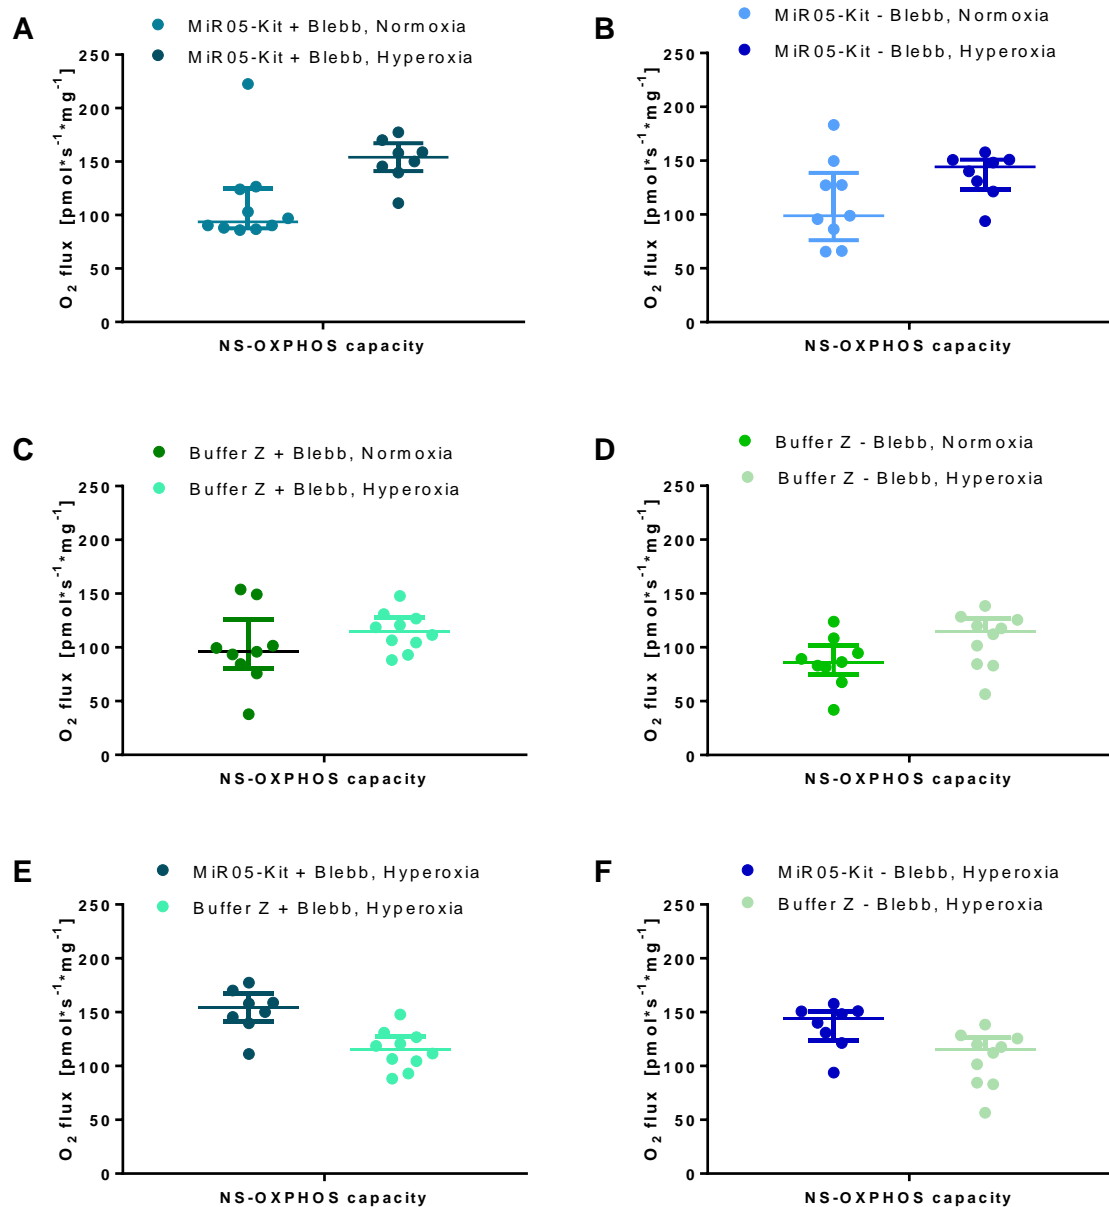 A
MiR05-Kit + Blebb, Normoxia
MiR05-Kit + Blebb, Hyperoxia
250
200
150
100
50
0
O2 flux [pmol*s-1*mg-1]
NS-OXPHOS capacity
B
MiR05-Kit - Blebb, Normoxia
MiR05-Kit - Blebb, Hyperoxia
250
200
150
100
50
0
O2 flux [pmol*s-1*mg-1]
NS-OXPHOS capacity
C
Buffer Z + Blebb, Normoxia
Buffer Z + Blebb, Hyperoxia
250
200
150
100
50
0
O2 flux [pmol*s-1*mg-1]
NS-OXPHOS capacity
D
Buffer Z - Blebb, Normoxia
Buffer Z - Blebb, Hyperoxia
250
200
150
100
50
0
O2 flux [pmol*s-1*mg-1]
NS-OXPHOS capacity
E
MiR05-Kit + Blebb, Hyperoxia
Buffer Z + Blebb, Hyperoxia
250
200
150
100
50
0
O2 flux [pmol*s-1*mg-1]
NS-OXPHOS capacity
F
MiR05-Kit - Blebb, Hyperoxia
Buffer Z - Blebb, Hyperoxia
250
200
150
100
50
0
O2 flux [pmol*s-1*mg-1]
NS-OXPHOS capacity